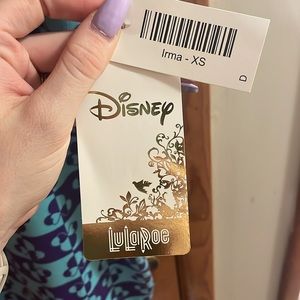 Irma - XS
D
Disney
LuLaRoe